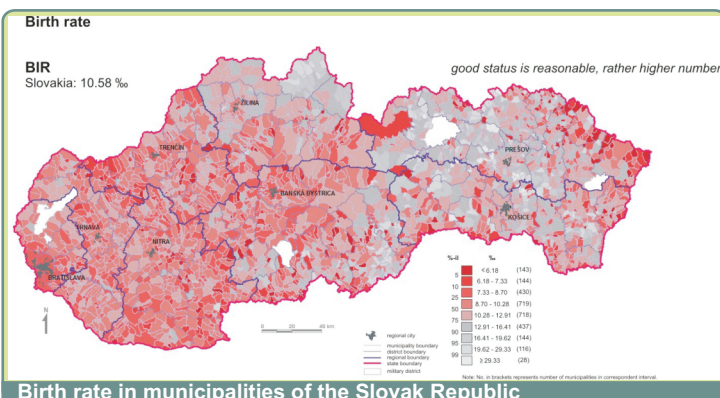 Birth rate
BIR
Slovakia: 10.58 ‰
good status is reasonable, rather higher number
ŽILINA
TRENČÍN
PREŠOV
BANSKÁ BYSTRICA
KOŠICE
TRNAVA
NITRA
BRATISLAVA
N
0 20 40 km
regional city
municipality boundary
district boundary
regional boundary
state boundary
military district
%-il ‰
< 6.18 (143)
5
6.18 - 7.33 (144)
10
7.33 - 8.70 (430)
25
8.70 - 10.28 (719)
50
10.28 - 12.91 (718)
75
12.91 - 16.41 (437)
90
16.41 - 19.62 (144)
95
19.62 - 29.33 (116)
99
≥ 29.33 (28)
Note: No. in brackets represents number of municipalities in correspondent interval.
Birth rate in municipalities of the Slovak Republic